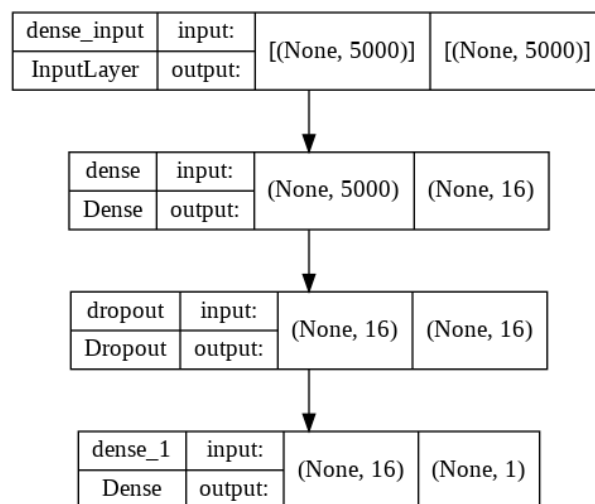 dense_input input: [(None, 5000)] [(None, 5000)]
InputLayer output:
dense input: (None, 5000) (None, 16)
Dense output:
dropout input: (None, 16) (None, 16)
Dropout output:
dense_1 input: (None, 16) (None, 1)
Dense output: